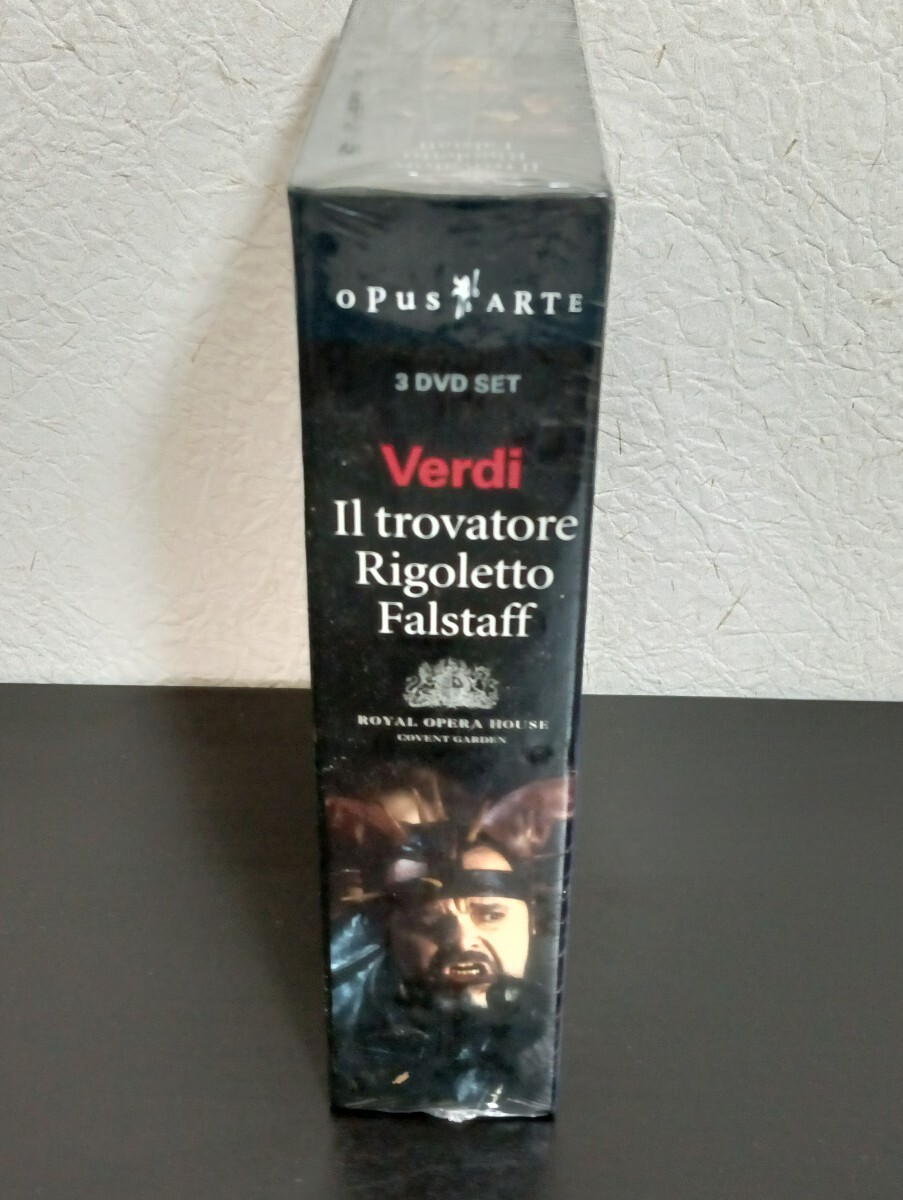 oPus ARTE
3 DVD SET
Verdi
Il trovatore
Rigoletto
Falstaff
ROYAL OPERA HOUSE
COVENT GARDEN